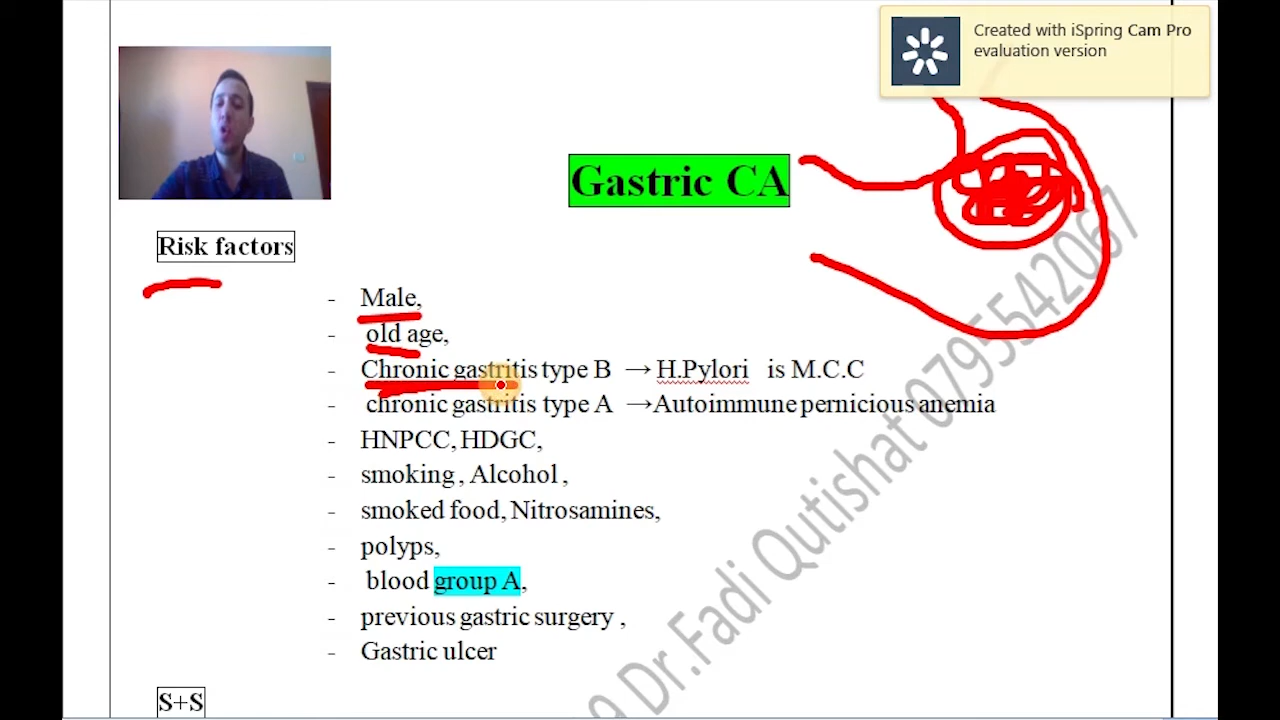 Created with iSpring Cam Pro
evaluation version
Gastric CA
Risk factors
- Male,
- old age,
- Chronic gastritis type B → H.Pylori is M.C.C
- chronic gastritis type A →Autoimmune pernicious anemia
- HNPCC, HDGC,
- smoking , Alcohol ,
- smoked food, Nitrosamines,
- polyps,
- blood group A,
- previous gastric surgery ,
- Gastric ulcer
S+S
9 Dr.Fadi Qutishat 0795542067